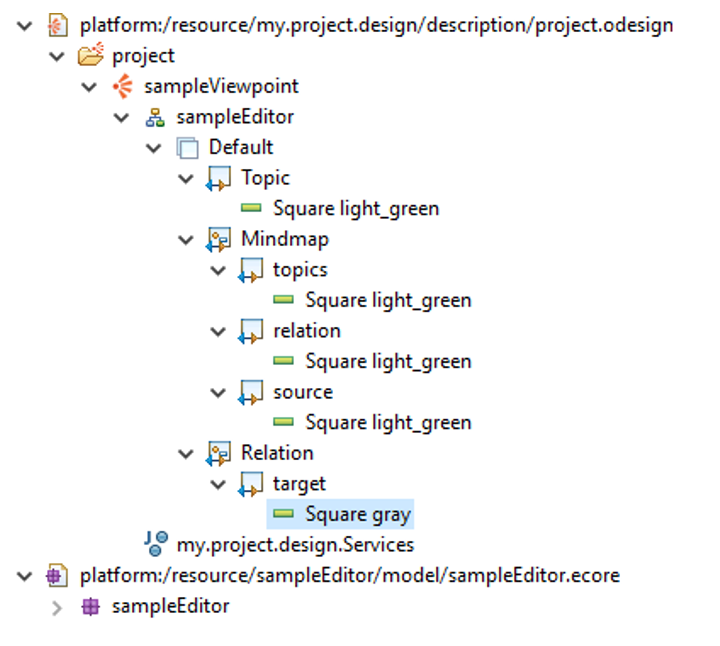 platform:/resource/my.project.design/description/project.odesign
project
sampleViewpoint
sampleEditor
Default
Topic
Square light_green
Mindmap
topics
Square light_green
relation
Square light_green
source
Square light_green
Relation
target
Square gray
my.project.design.Services
platform:/resource/sampleEditor/model/sampleEditor.ecore
sampleEditor